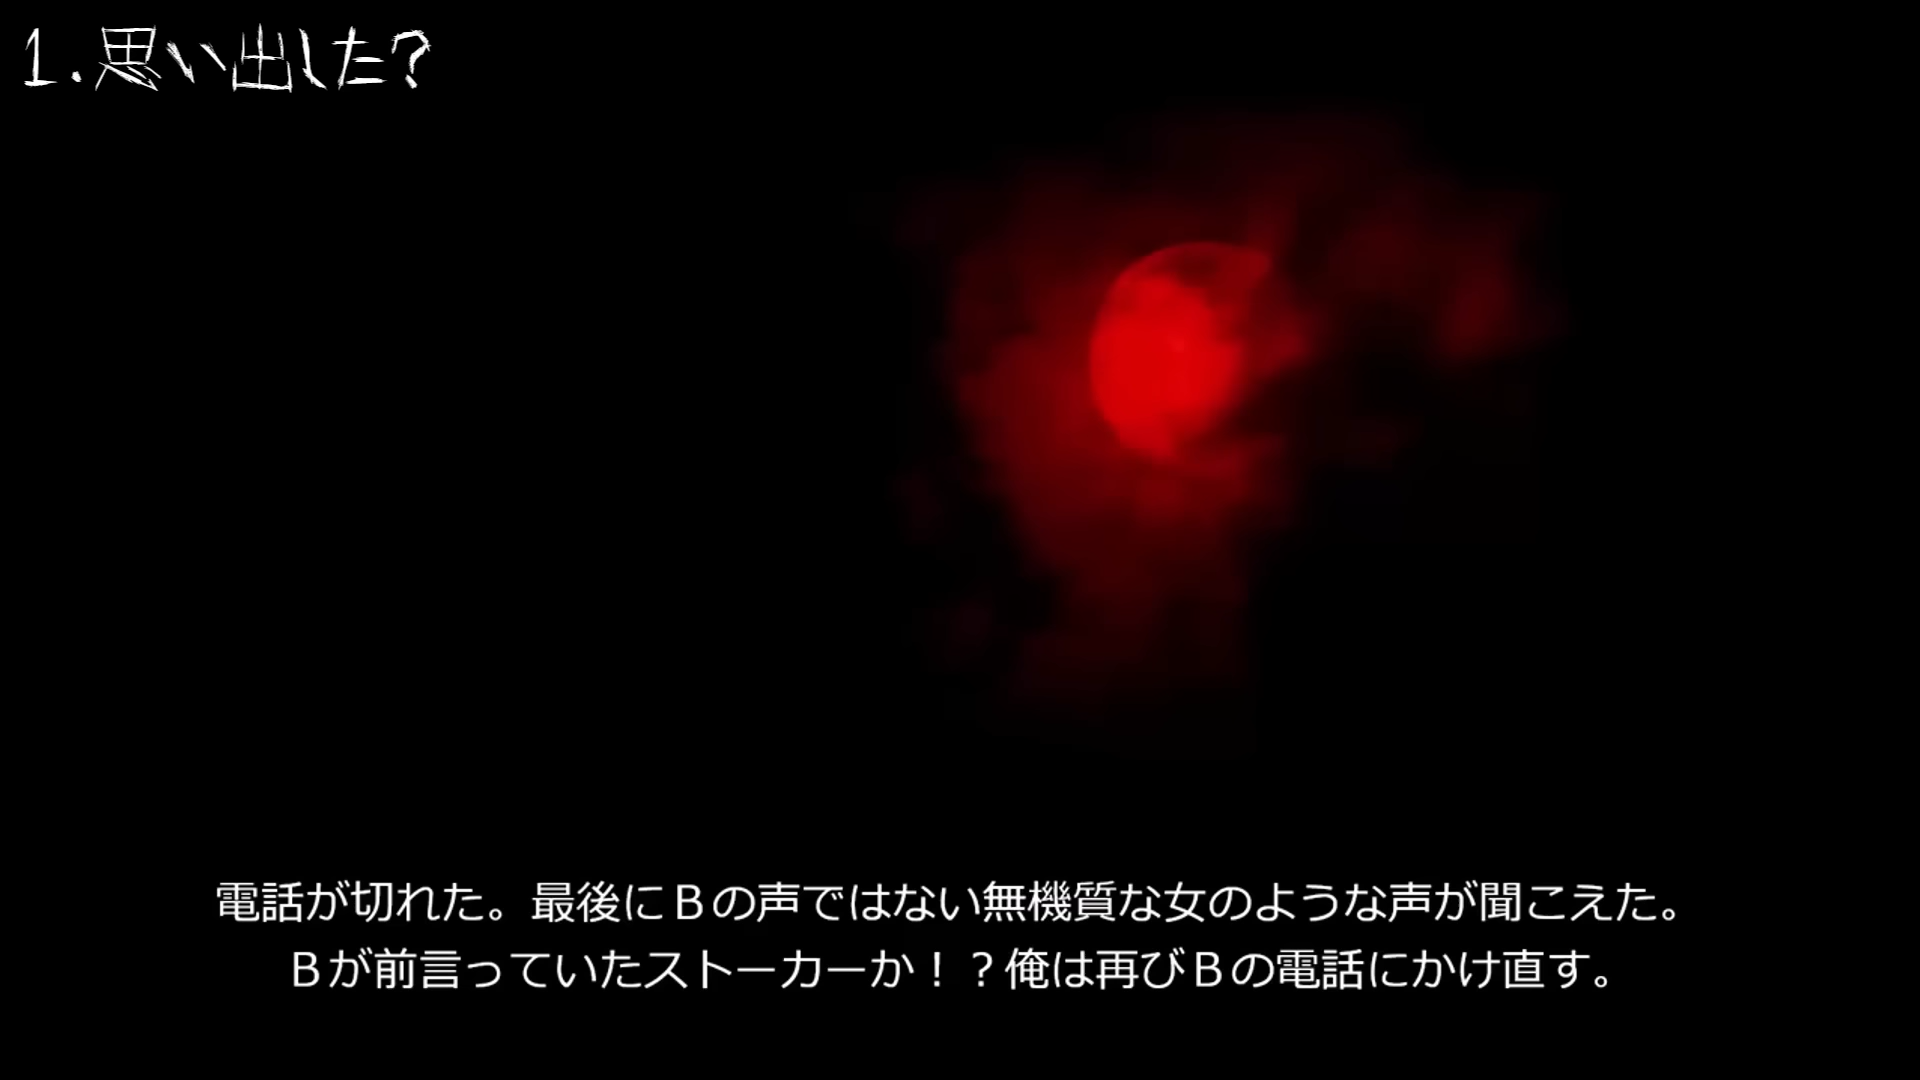 1.思い出した?
電話が切れた。最後にＢの声ではない無機質な女のような声が聞こえた。
Ｂが前言っていたストーカーか！？俺は再びＢの電話にかけ直す。